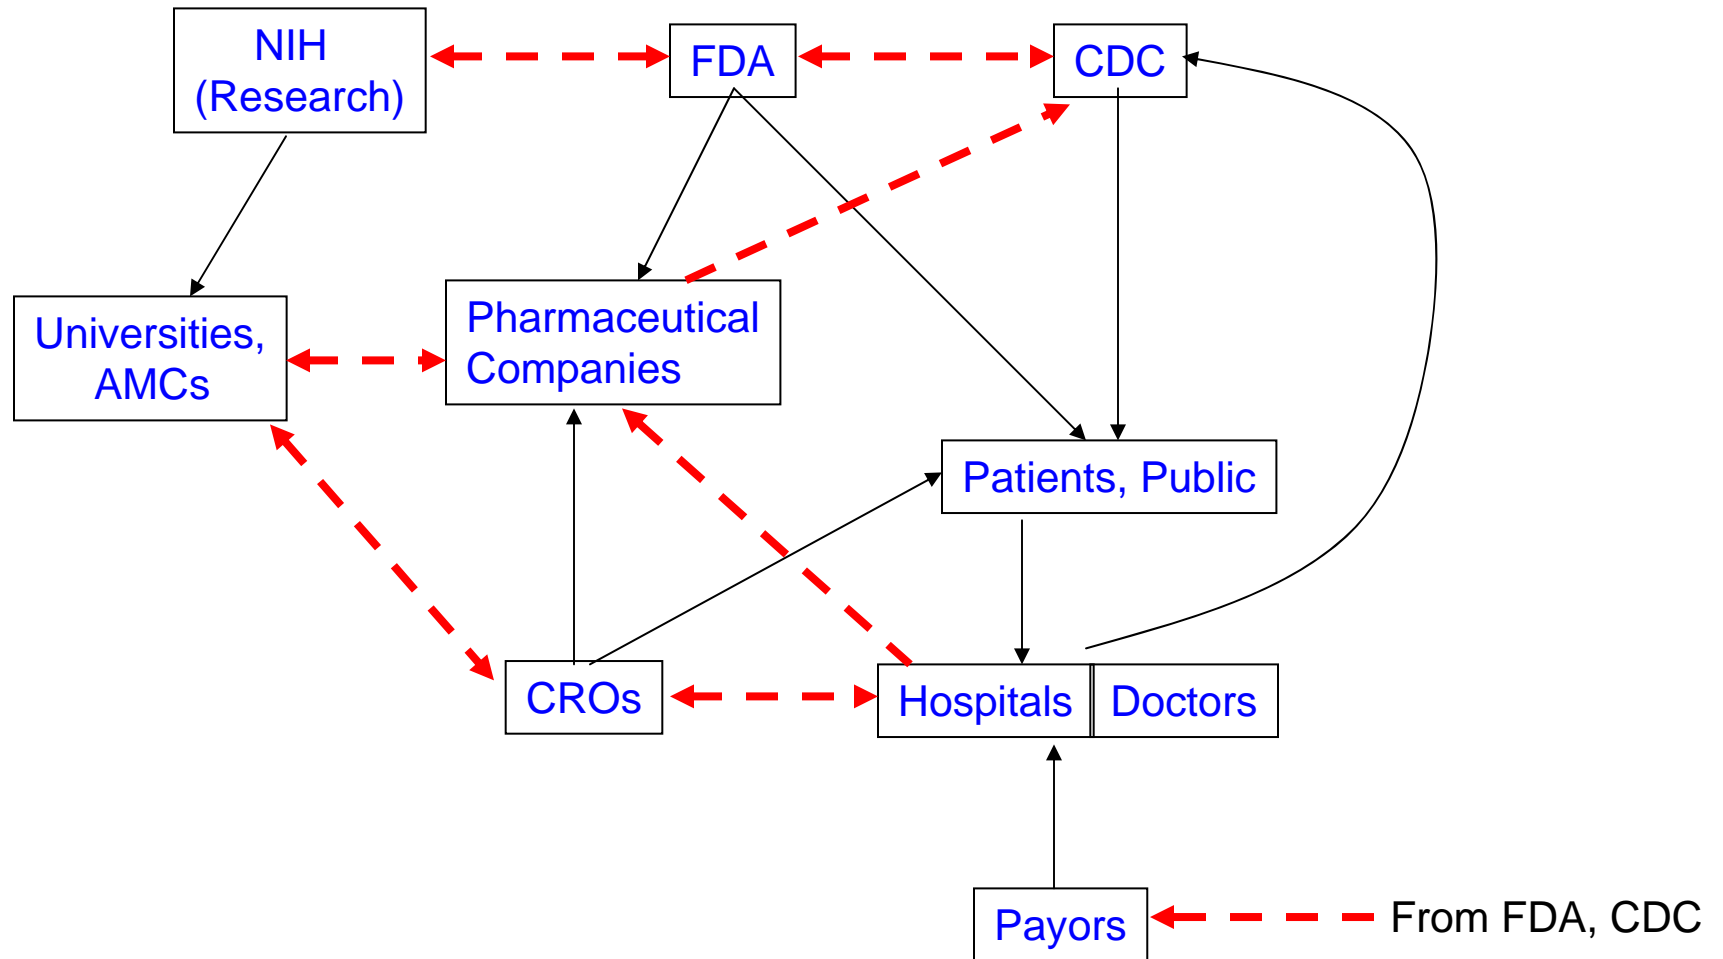 NIH
(Research)
FDA
CDC
Universities,
AMCs
Pharmaceutical
Companies
Patients, Public
CROs
Hospitals
Doctors
Payors
From FDA, CDC